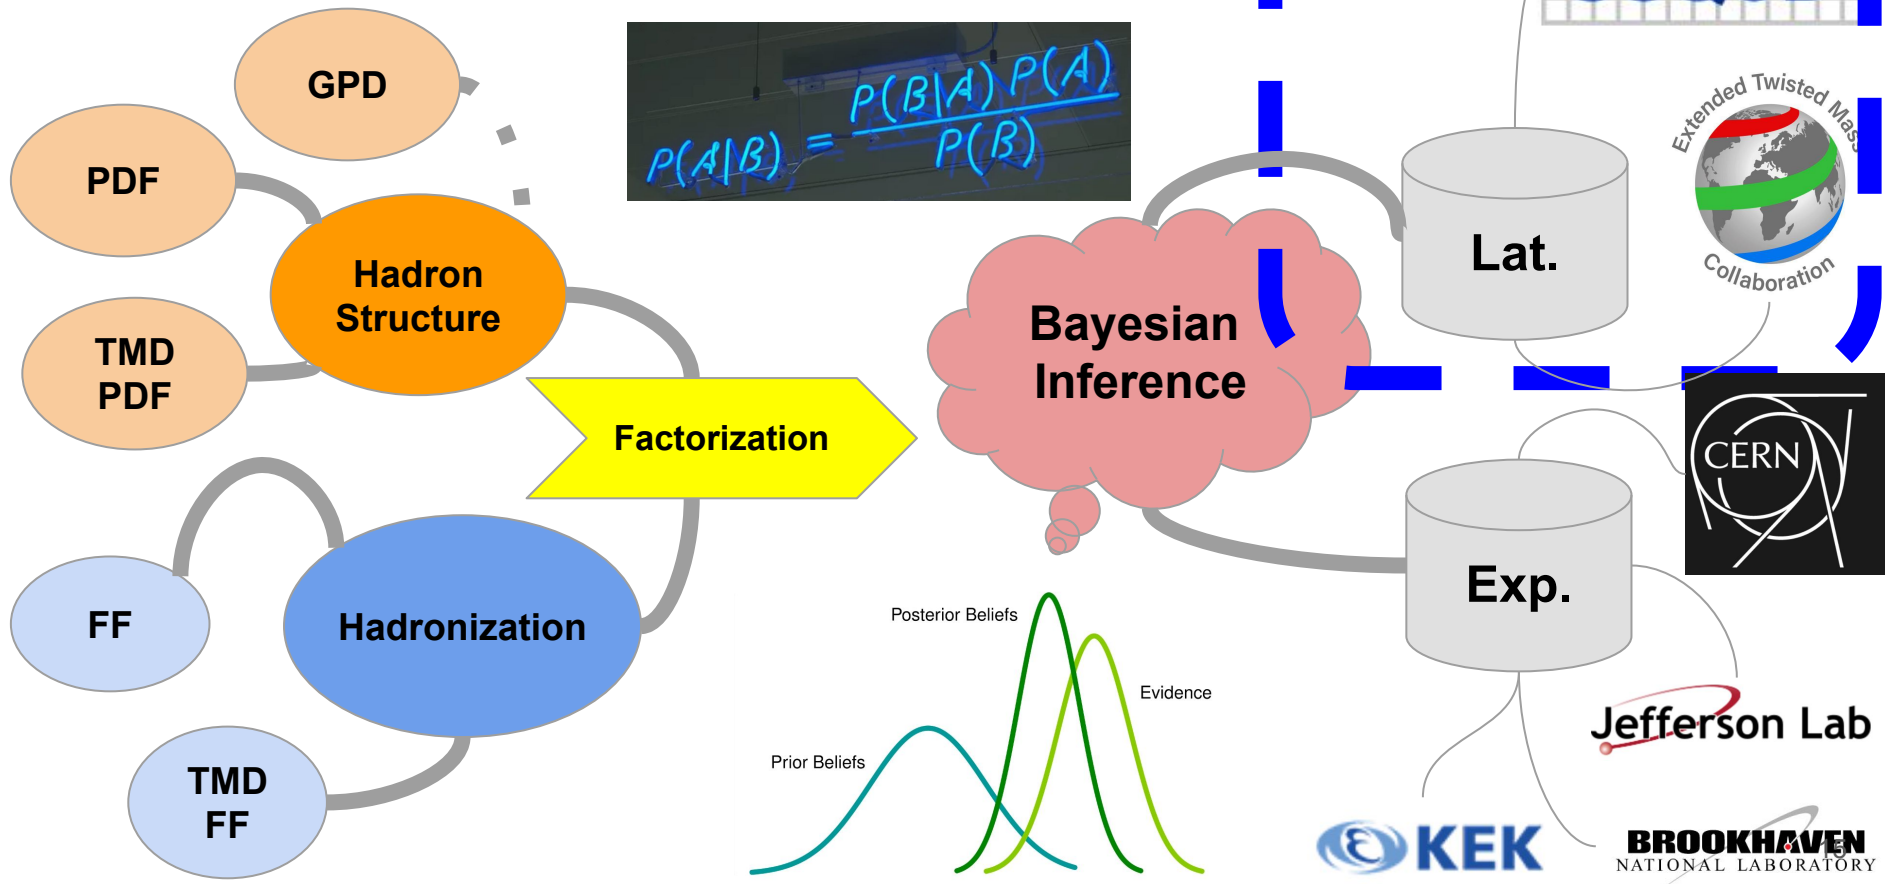 GPD
PDF
Hadron
Structure
TMD
PDF
FF
Hadronization
TMD
FF
Factorization
P(A|B) = P(B|A) P(A)
P(B)
Bayesian
Inference
Lat.
Exp.
Extended Twisted Mass
Collaboration
CERN
Posterior Beliefs
Evidence
Prior Beliefs
Jefferson Lab
KEK
BROOKHAVEN
NATIONAL LABORATORY
15